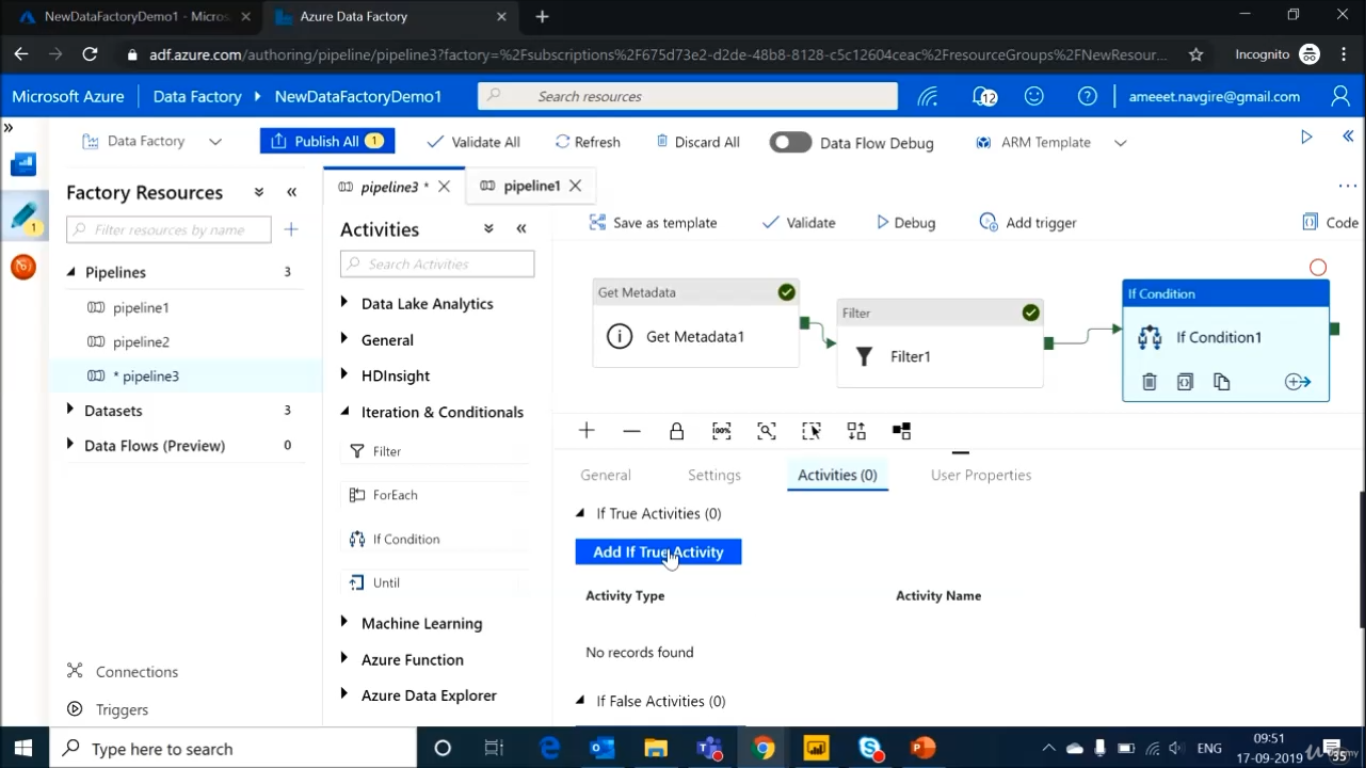 NewDataFactoryDemo1 - Micros
Azure Data Factory
adf.azure.com/authoring/pipeline/pipeline3?factory=%2Fsubscriptions%2F675d73e2-d2de-48b8-8128-c5c12604ceac%2FresourceGroups%2FNewResour...
Incognito
Microsoft Azure
Data Factory
NewDataFactoryDemo1
Search resources
12
ameeet.navgire@gmail.com
Data Factory
Publish All 1
Validate All
Refresh
Discard All
Data Flow Debug
ARM Template
1
Factory Resources
Filter resources by name
Pipelines 3
pipeline1
pipeline2
* pipeline3
Datasets 3
Data Flows (Preview) 0
Connections
Triggers
pipeline3 *
pipeline1
Activities
Search Activities
Data Lake Analytics
General
HDInsight
Iteration & Conditionals
Filter
ForEach
If Condition
Until
Machine Learning
Azure Function
Azure Data Explorer
Save as template
Validate
Debug
Add trigger
Code
Get Metadata
Get Metadata1
Filter
Filter1
If Condition
If Condition1
100%
General
Settings
Activities (0)
User Properties
If True Activities (0)
Add If True Activity
Activity Type
Activity Name
No records found
If False Activities (0)
Type here to search
ENG
09:51
17-09-2019
35